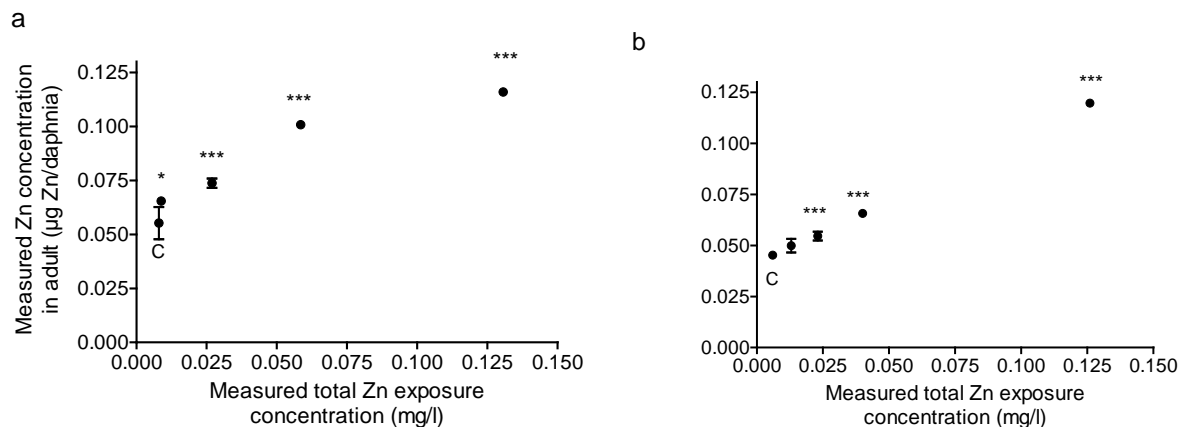 a
Measured Zn concentration
in adult (µg Zn/daphnia)
0.125
0.100
0.075
0.050
0.025
0.000
*
***
***
***
C
0.000 0.025 0.050 0.075 0.100 0.125 0.150
Measured total Zn exposure
concentration (mg/l)
b
0.125
0.100
0.075
0.050
0.025
0.000
***
***
***
C
0.000 0.025 0.050 0.075 0.100 0.125 0.150
Measured total Zn exposure
concentration (mg/l)